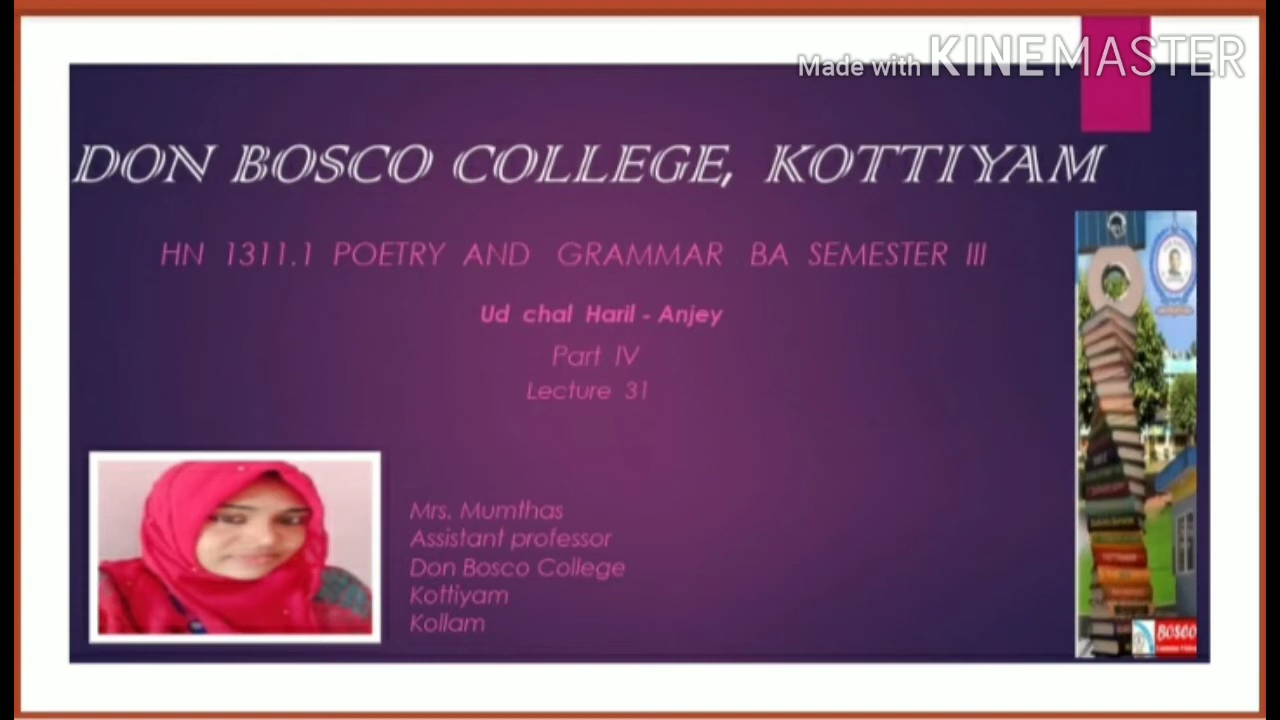 Made with KINEMASTER
DON BOSCO COLLEGE, KOTTIYAM
HN 1311.1 POETRY AND GRAMMAR BA SEMESTER III
Ud chal Haril - Anjey
Part IV
Lecture 31
Mrs. Mumthas
Assistant professor
Don Bosco College
Kottiyam
Kollam
BOSCO